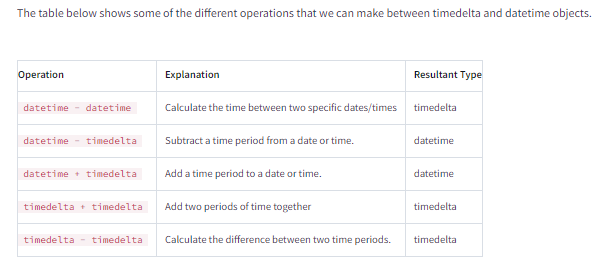 The table below shows some of the different operations that we can make between timedelta and datetime objects.
Operation Explanation Resultant Type
datetime - datetime Calculate the time between two specific dates/times timedelta
datetime - timedelta Subtract a time period from a date or time. datetime
datetime + timedelta Add a time period to a date or time. datetime
timedelta + timedelta Add two periods of time together timedelta
timedelta - timedelta Calculate the difference between two time periods. timedelta